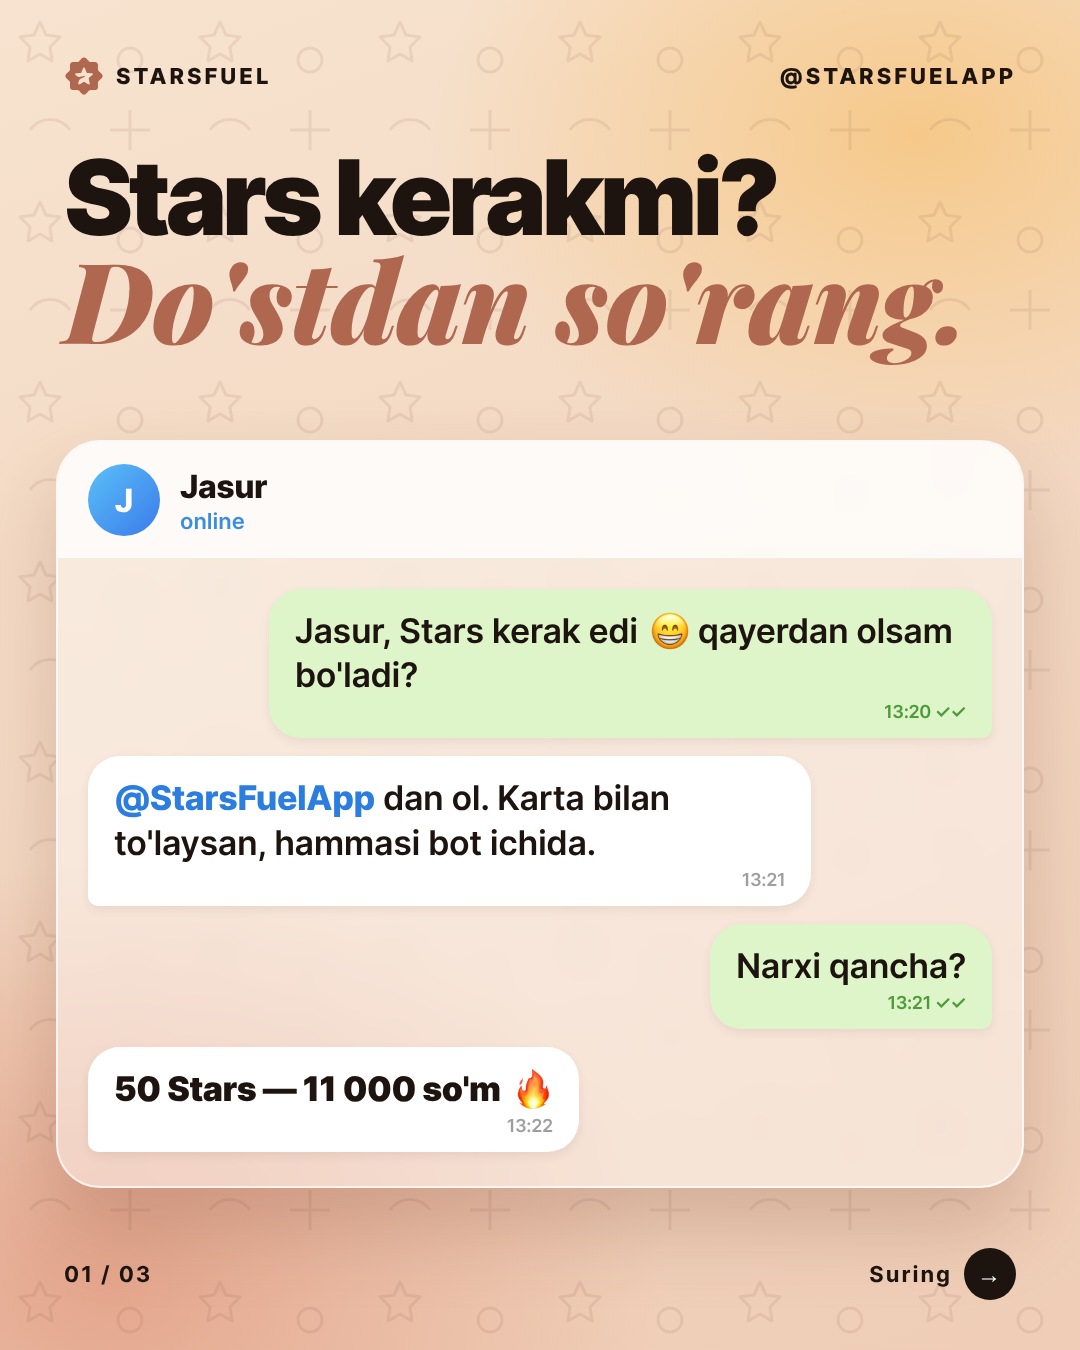 STARSFUEL
@STARSFUELAPP
Stars kerakmi?
Do'stdan so'rang.
J
Jasur
online
Jasur, Stars kerak edi 😁 qayerdan olsam
bo'ladi?
13:20 ✓✓
@StarsFuelApp dan ol. Karta bilan
to'laysan, hammasi bot ichida.
13:21
Narxi qancha?
13:21 ✓✓
50 Stars — 11 000 so'm 🔥
13:22
01 / 03
Suring →